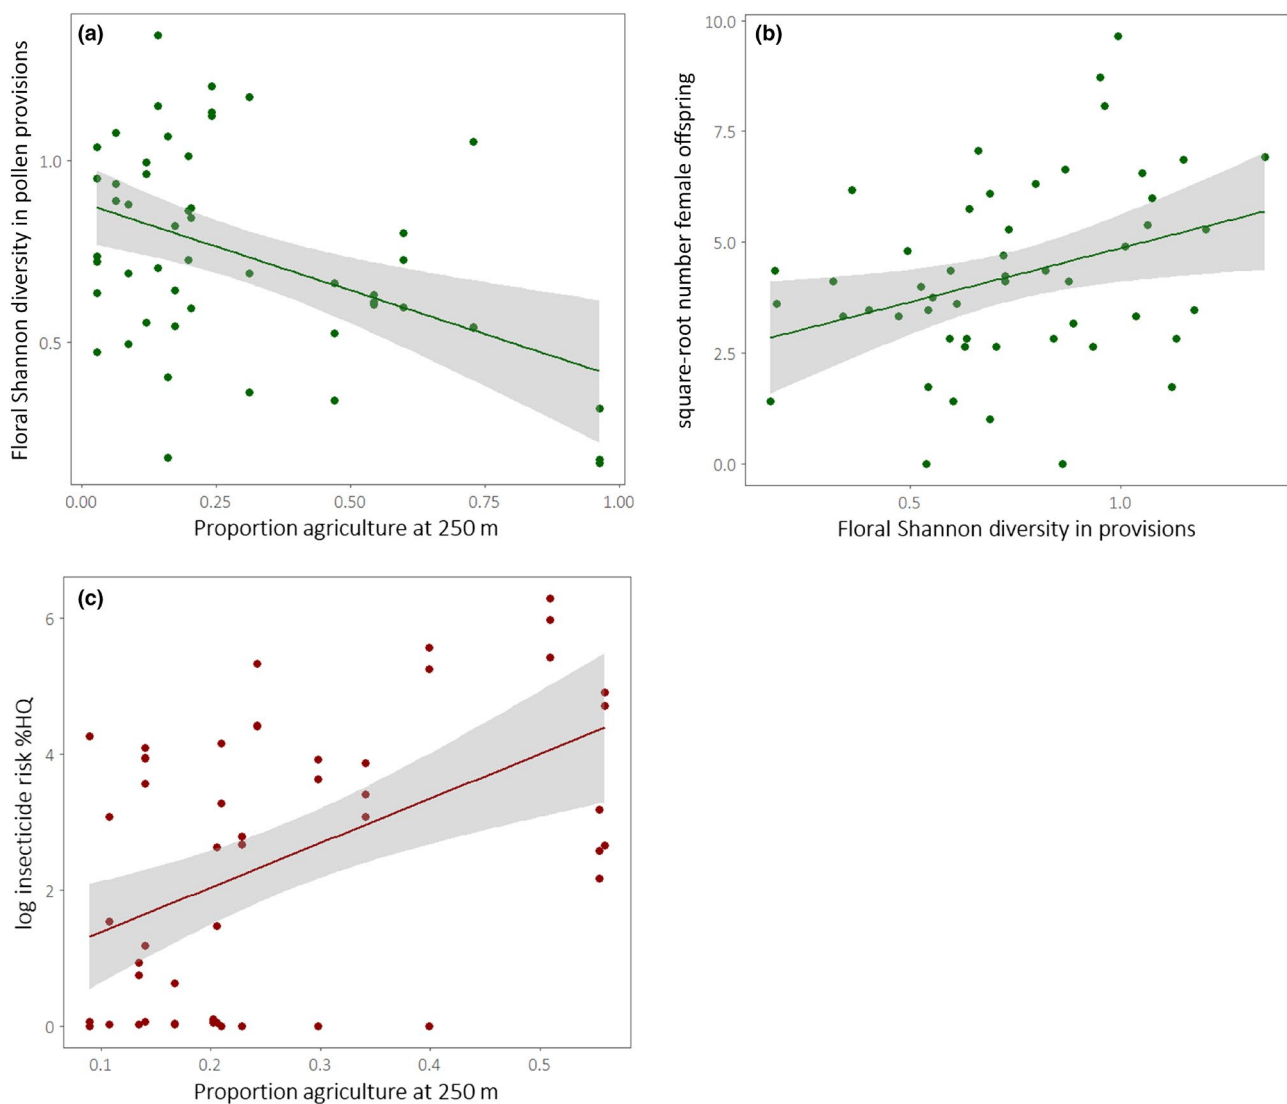 (a)
Floral Shannon diversity in pollen provisions
1.0
0.5
0.00 0.25 0.50 0.75 1.00
Proportion agriculture at 250 m
(b)
square-root number female offspring
10.0
7.5
5.0
2.5
0.0
0.5 1.0
Floral Shannon diversity in provisions
(c)
log insecticide risk %HQ
6
4
2
0
0.1 0.2 0.3 0.4 0.5
Proportion agriculture at 250 m